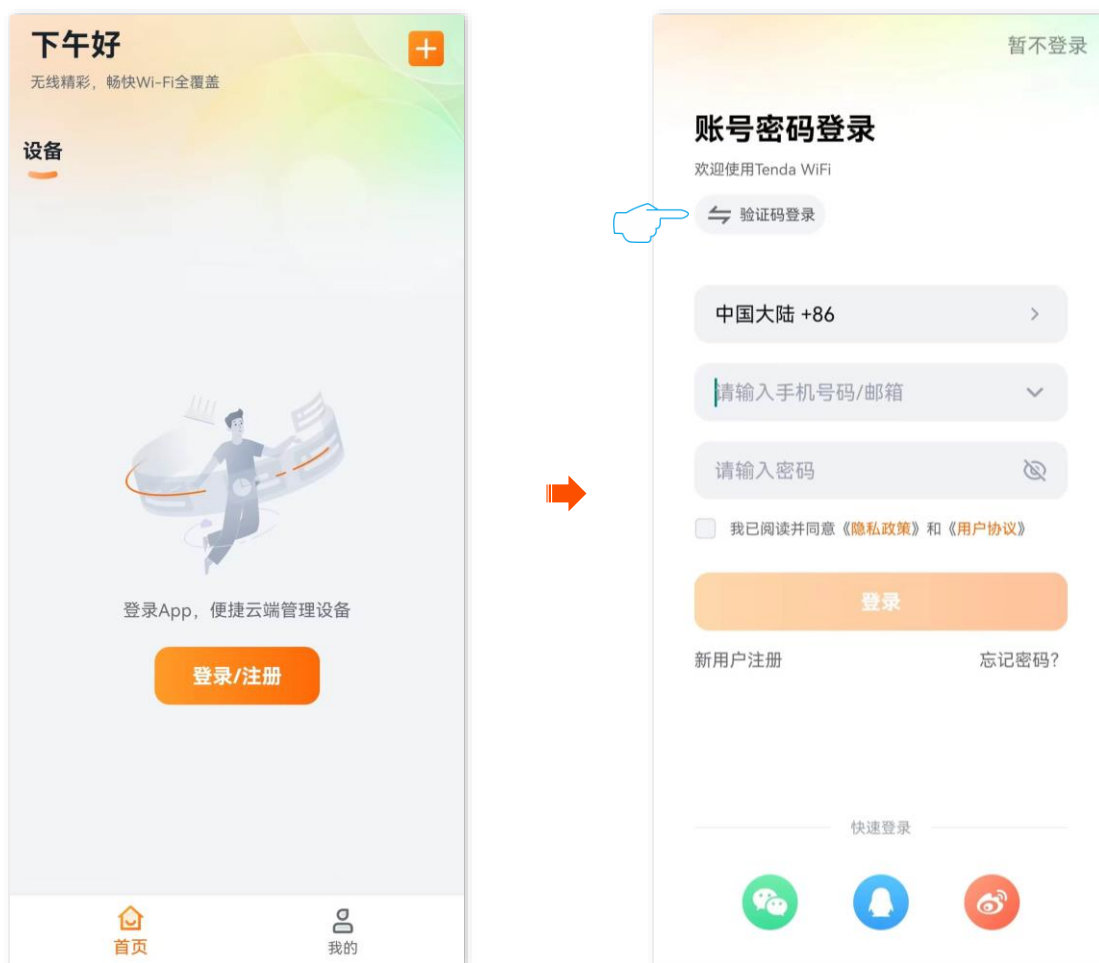 下午好
无线精彩，畅快Wi-Fi全覆盖
设备
登录App，便捷云端管理设备
登录/注册
首页
我的
暂不登录
账号密码登录
欢迎使用Tenda WiFi
验证码登录
中国大陆 +86
请输入手机号码/邮箱
请输入密码
我已阅读并同意《隐私政策》和《用户协议》
登录
新用户注册
忘记密码?
快速登录